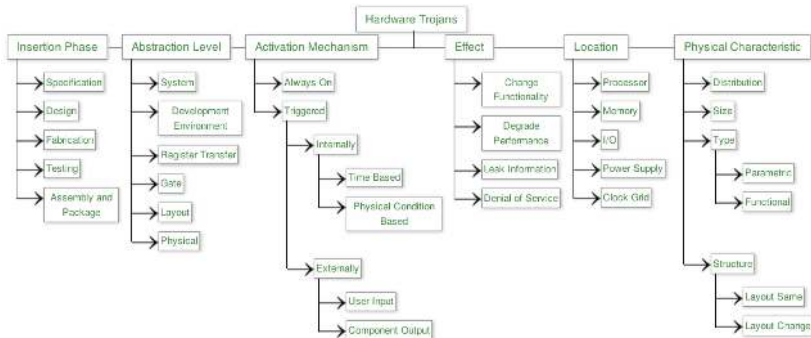 Hardware Trojans
Insertion Phase
Specification
Design
Fabrication
Testing
Assembly and
Package
Abstraction Level
System
Development
Environment
Register Transfer
Gate
Layout
Physical
Activation Mechanism
Always On
Triggered
Internally
Time Based
Physical Condition
Based
Externally
User Input
Component Output
Effect
Change
Functionality
Degrade
Performance
Leak Information
Denial of Service
Location
Processor
Memory
I/O
Power Supply
Clock Grid
Physical Characteristic
Distribution
Size
Type
Parametric
Functional
Structure
Layout Same
Layout Change